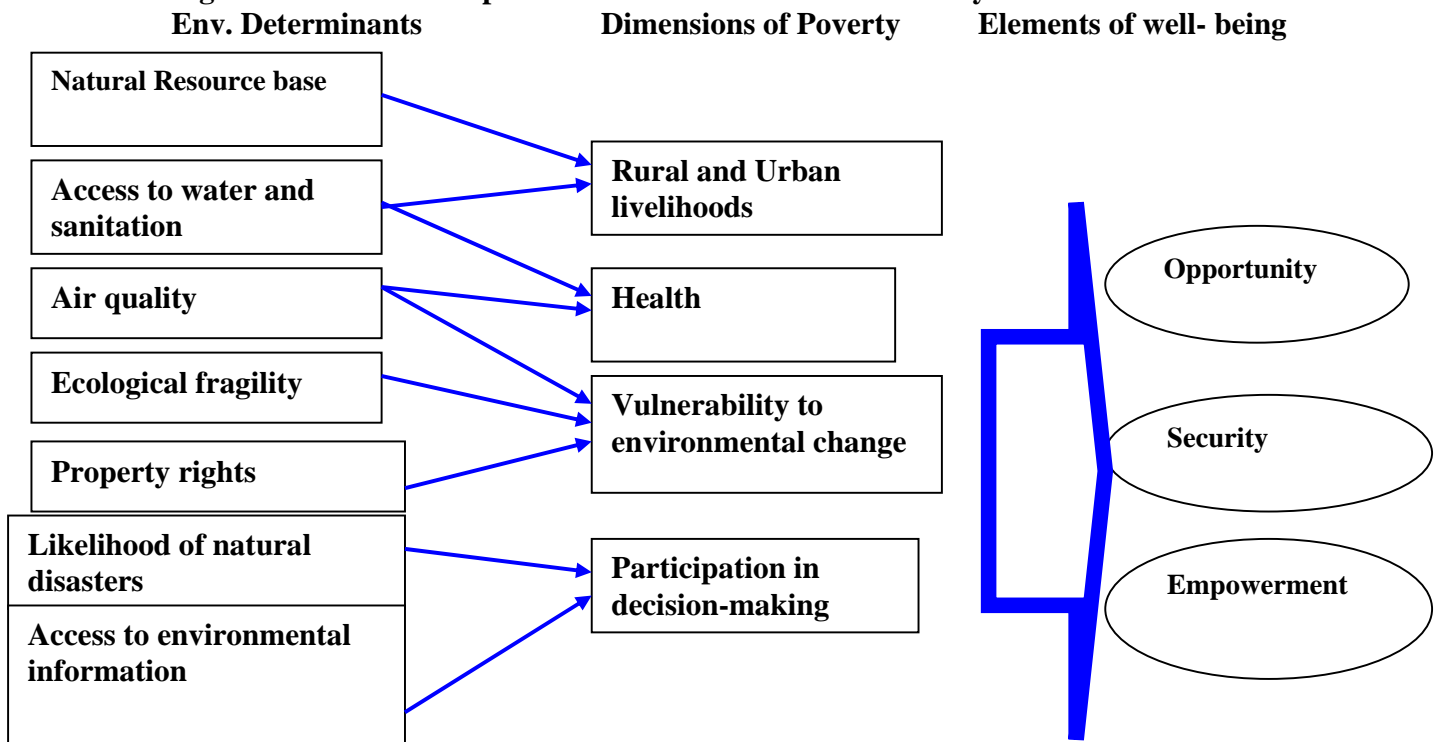 Env. Determinants
Dimensions of Poverty
Elements of well- being
Natural Resource base
Access to water and
sanitation
Air quality
Ecological fragility
Property rights
Likelihood of natural
disasters
Access to environmental
information
Rural and Urban
livelihoods
Health
Vulnerability to
environmental change
Participation in
decision-making
Opportunity
Security
Empowerment